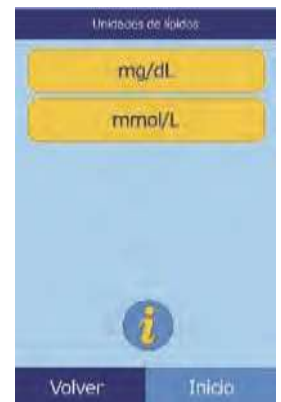 Unidades de lípidos
mg/dL
mmol/L
i
Volver Inicio